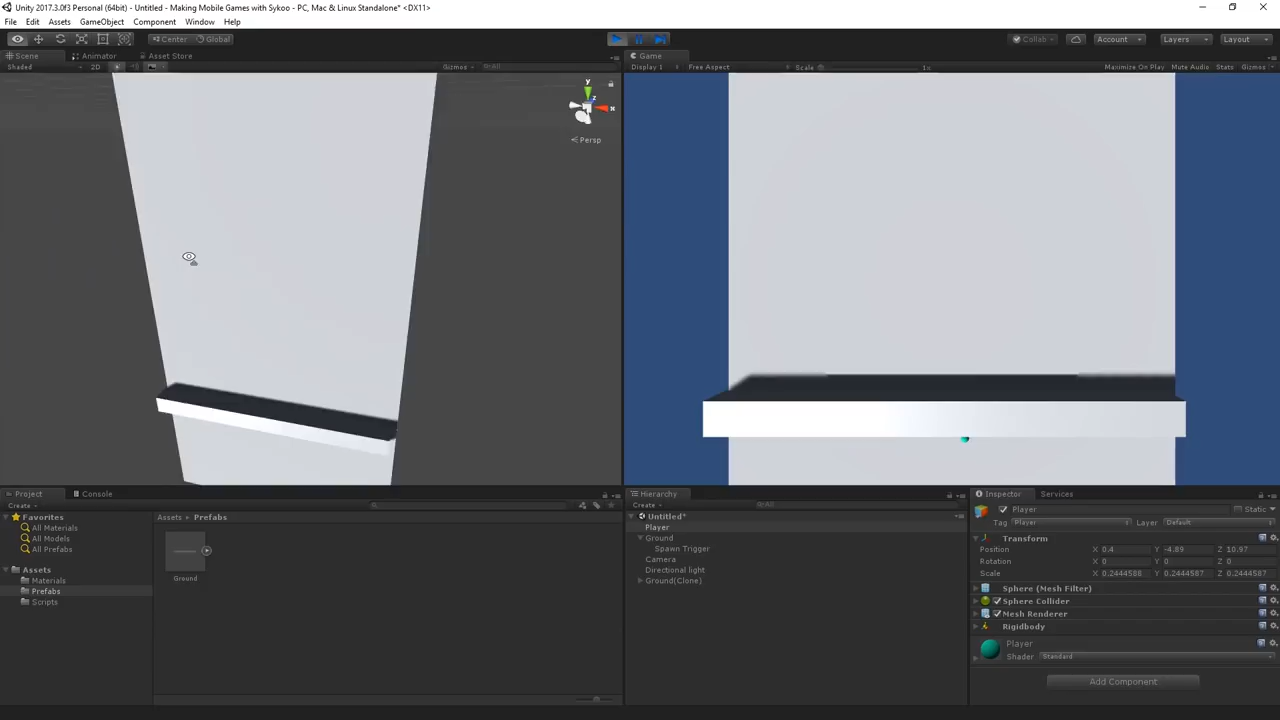 Unity 2017.3.0f3 Personal (64bit) - Untitled - Making Mobile Games with Sykoo - PC, Mac & Linux Standalone* <DX11>
File Edit Assets GameObject Component Window Help
Center Global Collab Account Layers Layout
Scene Animator Asset Store Game
Shaded 2D Gizmos All Display 1 Free Aspect Scale 1x Maximize On Play Mute Audio Stats Gizmos
y
x
z
Persp
Project Console Hierarchy Inspector Services
Create Create All
Favorites
All Materials
All Models
All Prefabs
Assets
Materials
Prefabs
Scripts
Assets Prefabs
Ground
Untitled*
Player
Ground
Spawn Trigger
Camera
Directional light
Ground(Clone)
Player Static
Tag Player Layer Default
Transform
Position X 0.4 Y -4.89 Z 10.97
Rotation X 0 Y 0 Z 0
Scale X 0.2444588 Y 0.2444587 Z 0.2444587
Sphere (Mesh Filter)
Sphere Collider
Mesh Renderer
Rigidbody
Player
Shader Standard
Add Component